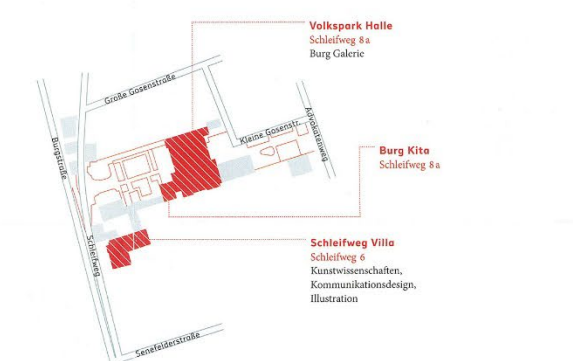 Volkspark Halle
Schleifweg 8a
Burg Galerie
Große Gosenstraße
Kleine Gosenstr.
Advokatenweg
Burgstraße
Burg Kita
Schleifweg 8a
Schleifweg
Schleifweg Villa
Schleifweg 6
Kunstwissenschaften,
Kommunikationsdesign,
Illustration
Senefelderstraße